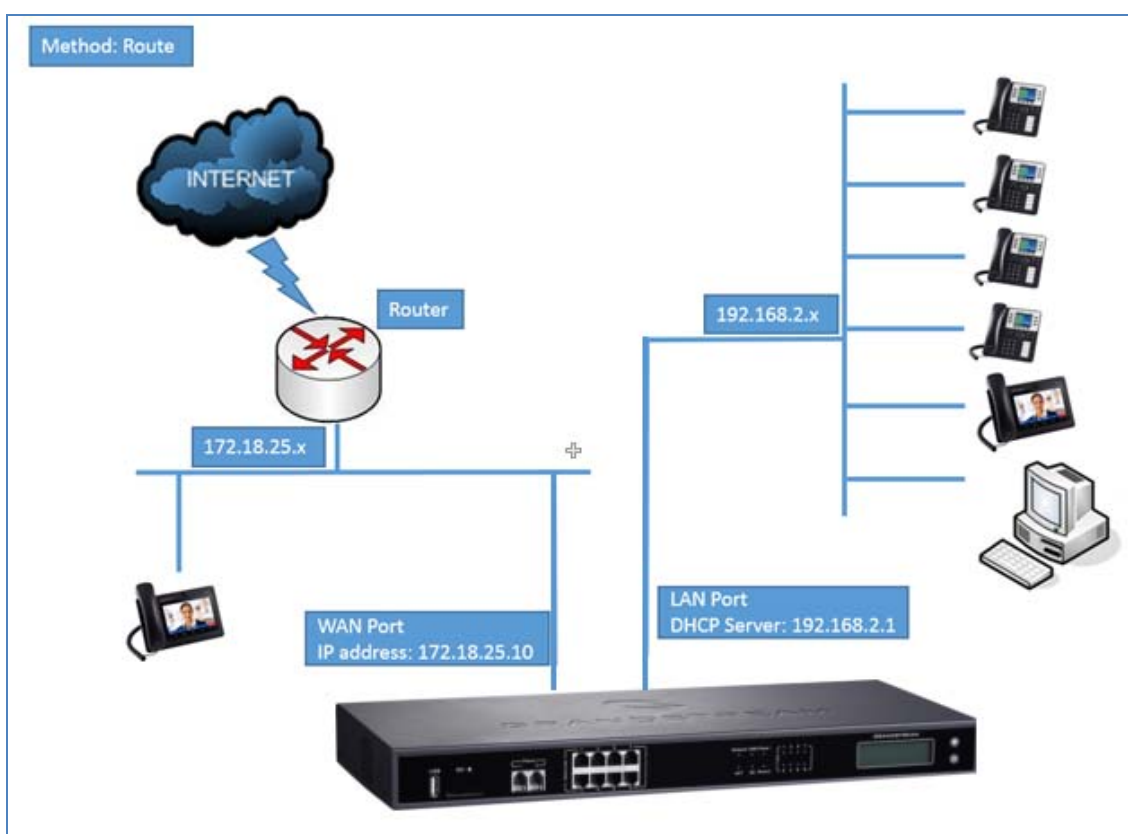 Method: Route
INTERNET
Router
192.168.2.x
172.18.25.x
LAN Port
DHCP Server: 192.168.2.1
WAN Port
IP address: 172.18.25.10
GRANDSTREAM